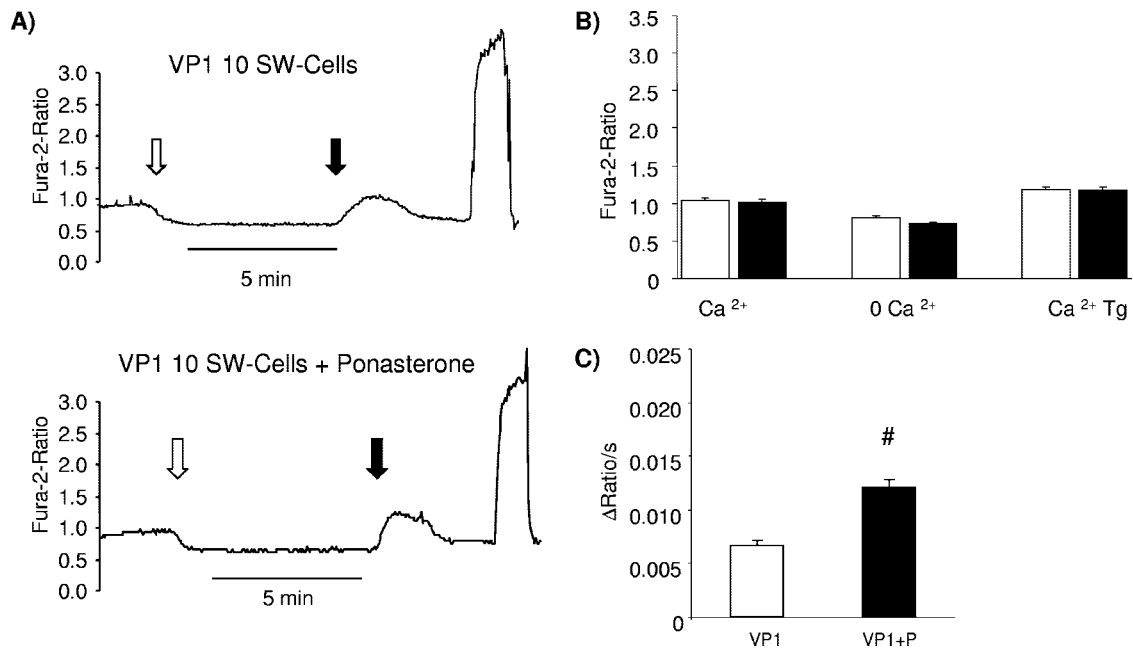 A)
VP1 10 SW-Cells
Fura-2-Ratio
3.0
2.5
2.0
1.5
1.0
0.5
0.0
5 min
VP1 10 SW-Cells + Ponasterone
Fura-2-Ratio
3.0
2.5
2.0
1.5
1.0
0.5
0.0
5 min
B)
Fura-2-Ratio
3.5
3.0
2.5
2.0
1.5
1.0
0.5
0
Ca 2+
0 Ca 2+
Ca 2+ Tg
C)
ΔRatio/s
0.025
0.020
0.015
0.010
0.005
0
#
VP1
VP1+P